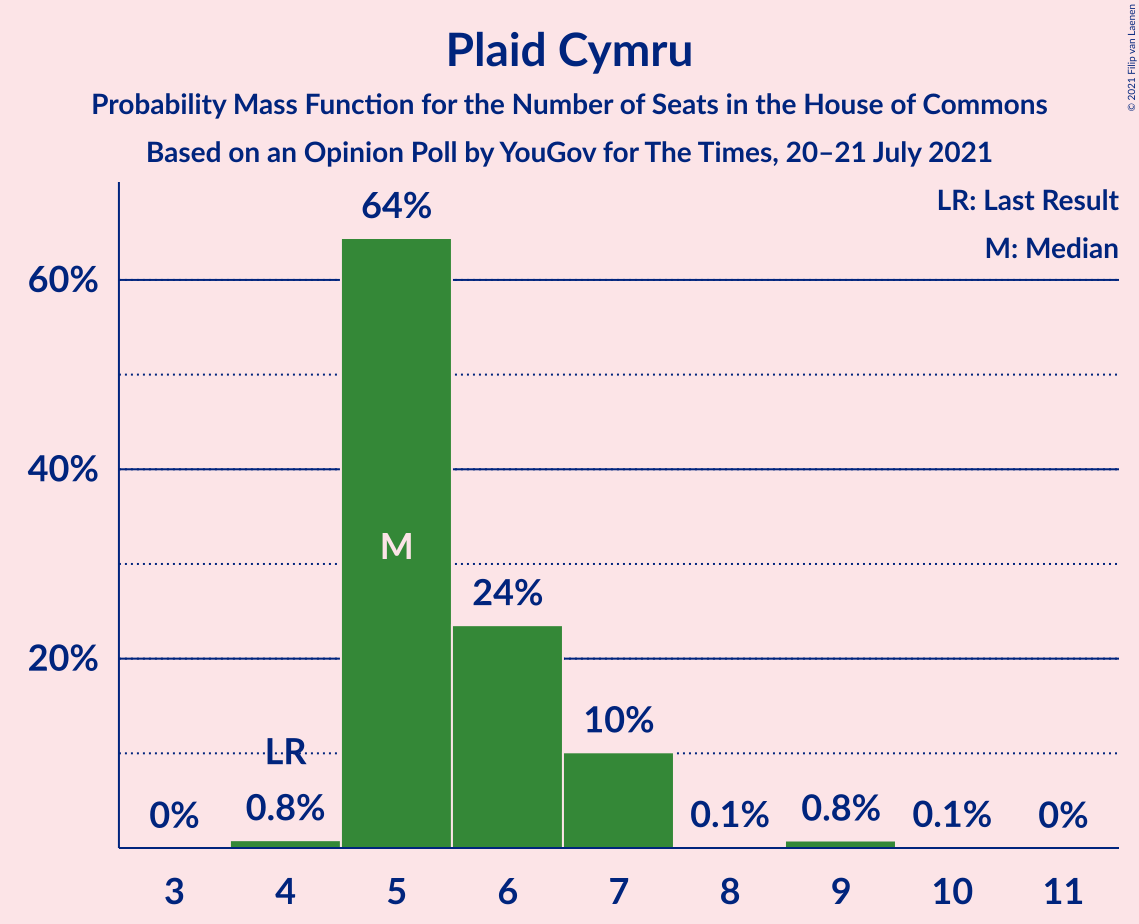 Plaid Cymru
Probability Mass Function for the Number of Seats in the House of Commons
Based on an Opinion Poll by YouGov for The Times, 20–21 July 2021
© 2021 Filip van Laenen
LR: Last Result
M: Median
60%
40%
20%
0%
LR
0.8%
64%
M
24%
10%
0.1%
0.8%
0.1%
0%
3 4 5 6 7 8 9 10 11